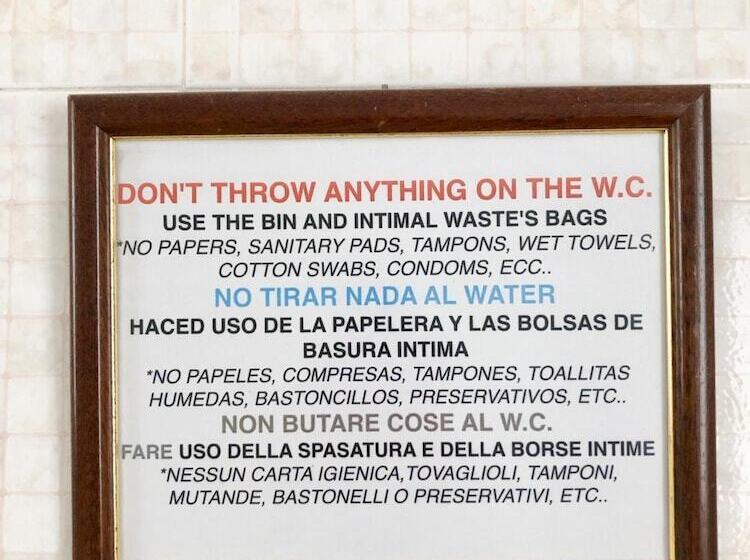 DON'T THROW ANYTHING ON THE W.C.
USE THE BIN AND INTIMAL WASTE'S BAGS
*NO PAPERS, SANITARY PADS, TAMPONS, WET TOWELS,
COTTON SWABS, CONDOMS, ECC..
NO TIRAR NADA AL WATER
HACED USO DE LA PAPELERA Y LAS BOLSAS DE
BASURA INTIMA
*NO PAPELES, COMPRESAS, TAMPONES, TOALLITAS
HUMEDAS, BASTONCILLOS, PRESERVATIVOS, ETC..
NON BUTARE COSE AL W.C.
FARE USO DELLA SPASATURA E DELLA BORSE INTIME
*NESSUN CARTA IGIENICA,TOVAGLIOLI, TAMPONI,
MUTANDE, BASTONELLI O PRESERVATIVI, ETC..